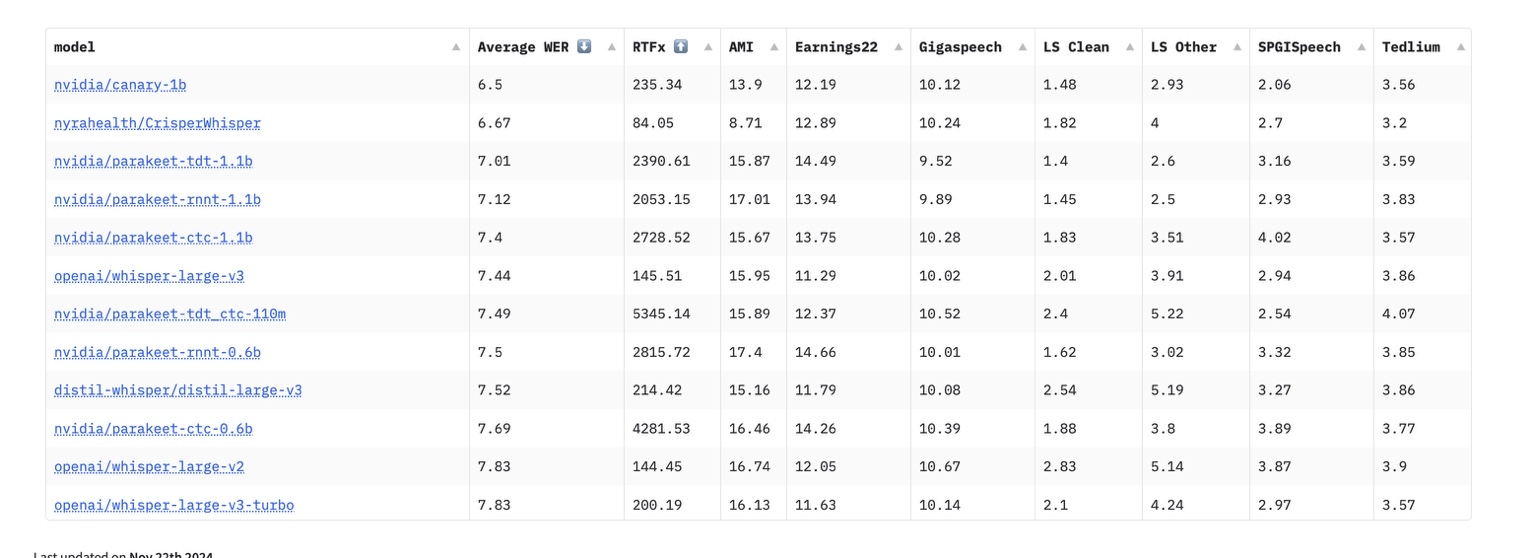 model Average WER ⬇️ RTFx ⬆️ AMI Earnings22 Gigaspeech LS Clean LS Other SPGISpeech Tedlium
nvidia/canary-1b 6.5 235.34 13.9 12.19 10.12 1.48 2.93 2.06 3.56
nyrahealth/CrisperWhisper 6.67 84.05 8.71 12.89 10.24 1.82 4 2.7 3.2
nvidia/parakeet-tdt-1.1b 7.01 2390.61 15.87 14.49 9.52 1.4 2.6 3.16 3.59
nvidia/parakeet-rnnt-1.1b 7.12 2053.15 17.01 13.94 9.89 1.45 2.5 2.93 3.83
nvidia/parakeet-ctc-1.1b 7.4 2728.52 15.67 13.75 10.28 1.83 3.51 4.02 3.57
openai/whisper-large-v3 7.44 145.51 15.95 11.29 10.02 2.01 3.91 2.94 3.86
nvidia/parakeet-tdt_ctc-110m 7.49 5345.14 15.89 12.37 10.52 2.4 5.22 2.54 4.07
nvidia/parakeet-rnnt-0.6b 7.5 2815.72 17.4 14.66 10.01 1.62 3.02 3.32 3.85
distil-whisper/distil-large-v3 7.52 214.42 15.16 11.79 10.08 2.54 5.19 3.27 3.86
nvidia/parakeet-ctc-0.6b 7.69 4281.53 16.46 14.26 10.39 1.88 3.8 3.89 3.77
openai/whisper-large-v2 7.83 144.45 16.74 12.05 10.67 2.83 5.14 3.87 3.9
openai/whisper-large-v3-turbo 7.83 200.19 16.13 11.63 10.14 2.1 4.24 2.97 3.57
Last updated on Nov 22th 2024